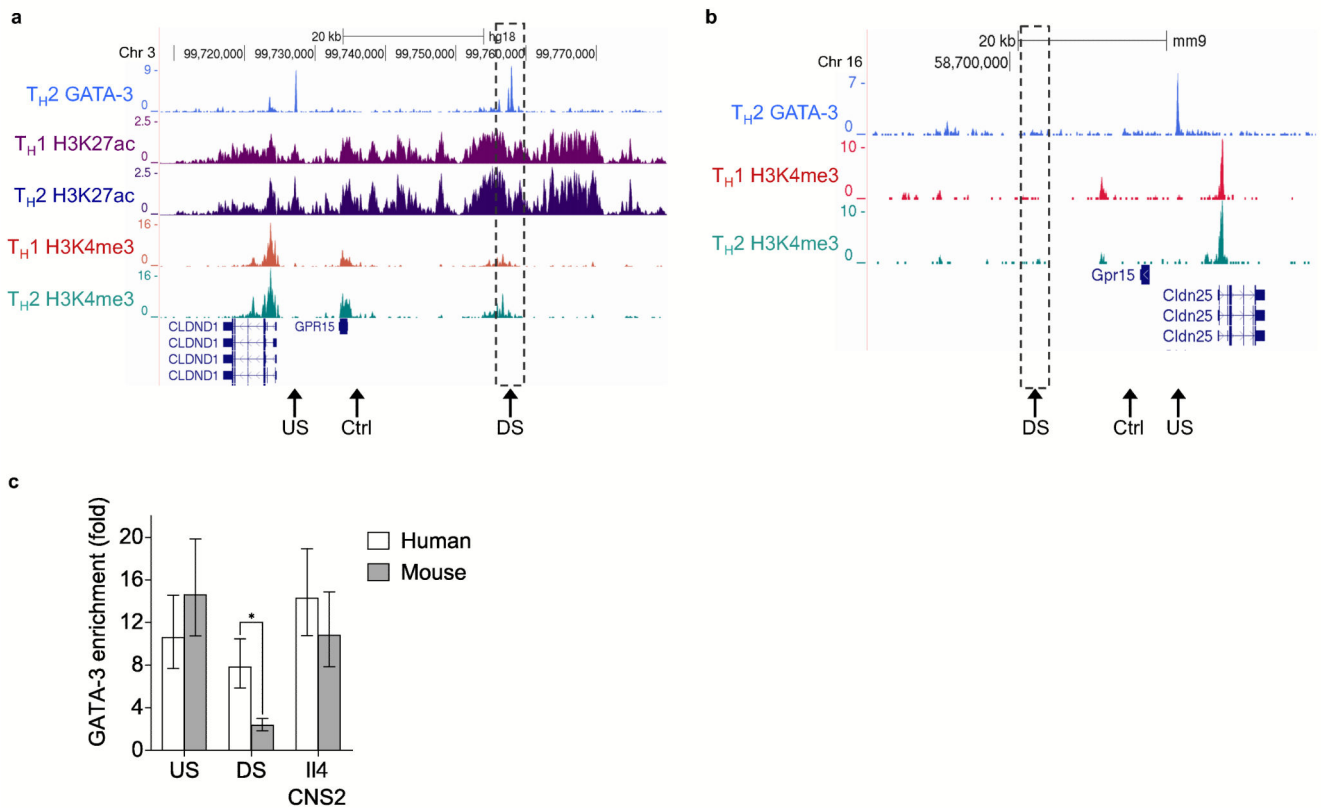 a
20 kb
hg18
Chr 3
99,720,000
99,730,000
99,740,000
99,750,000
99,760,000
99,770,000
9
TH2 GATA-3
0
2.5
TH1 H3K27ac
0
2.5
TH2 H3K27ac
0
16
TH1 H3K4me3
0
16
TH2 H3K4me3
0
CLDND1
GPR15
CLDND1
CLDND1
CLDND1
US
Ctrl
DS
b
20 kb
mm9
Chr 16
58,700,000
7
TH2 GATA-3
0
10
TH1 H3K4me3
0
10
TH2 H3K4me3
0
Gpr15
Cldn25
Cldn25
Cldn25
DS
Ctrl
US
c
GATA-3 enrichment (fold)
20
16
12
8
4
0
*
Human
Mouse
US
DS
Il4
CNS2